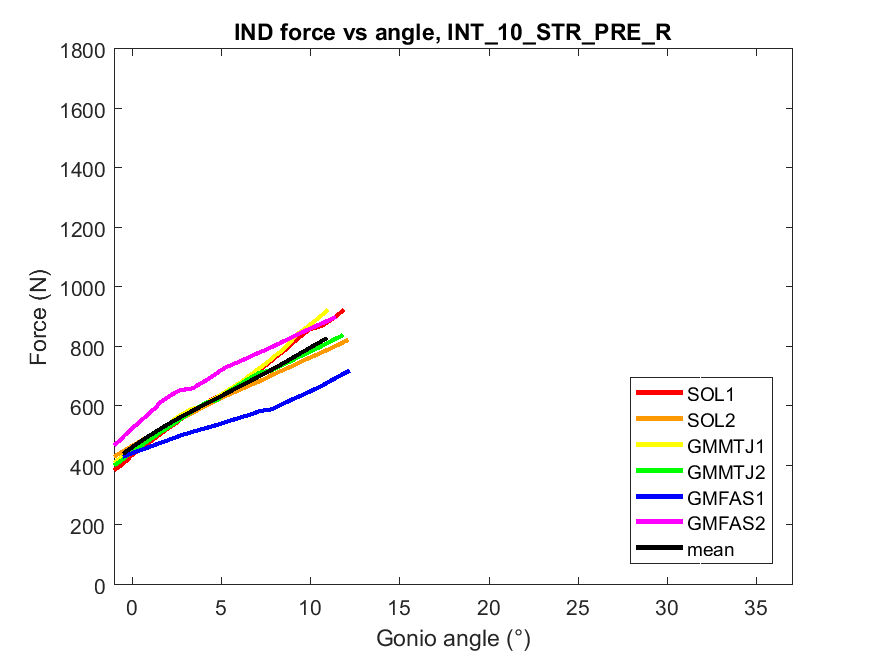 IND force vs angle, INT_10_STR_PRE_R
1800
1600
1400
1200
1000
800
600
400
200
0
Force (N)
0 5 10 15 20 25 30 35
Gonio angle (°)
SOL1
SOL2
GMMTJ1
GMMTJ2
GMFAS1
GMFAS2
mean